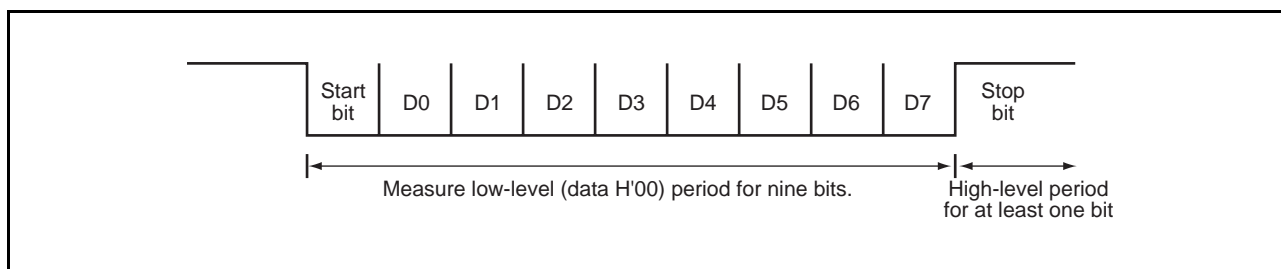 Start bit D0 D1 D2 D3 D4 D5 D6 D7 Stop bit
Measure low-level (data H'00) period for nine bits.
High-level period
for at least one bit